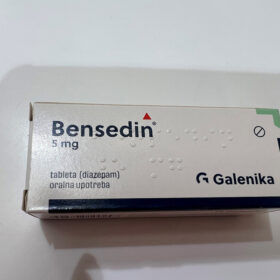 Bensedin®
5 mg
tableta (diazepam)
oralna upotreba
Galenika